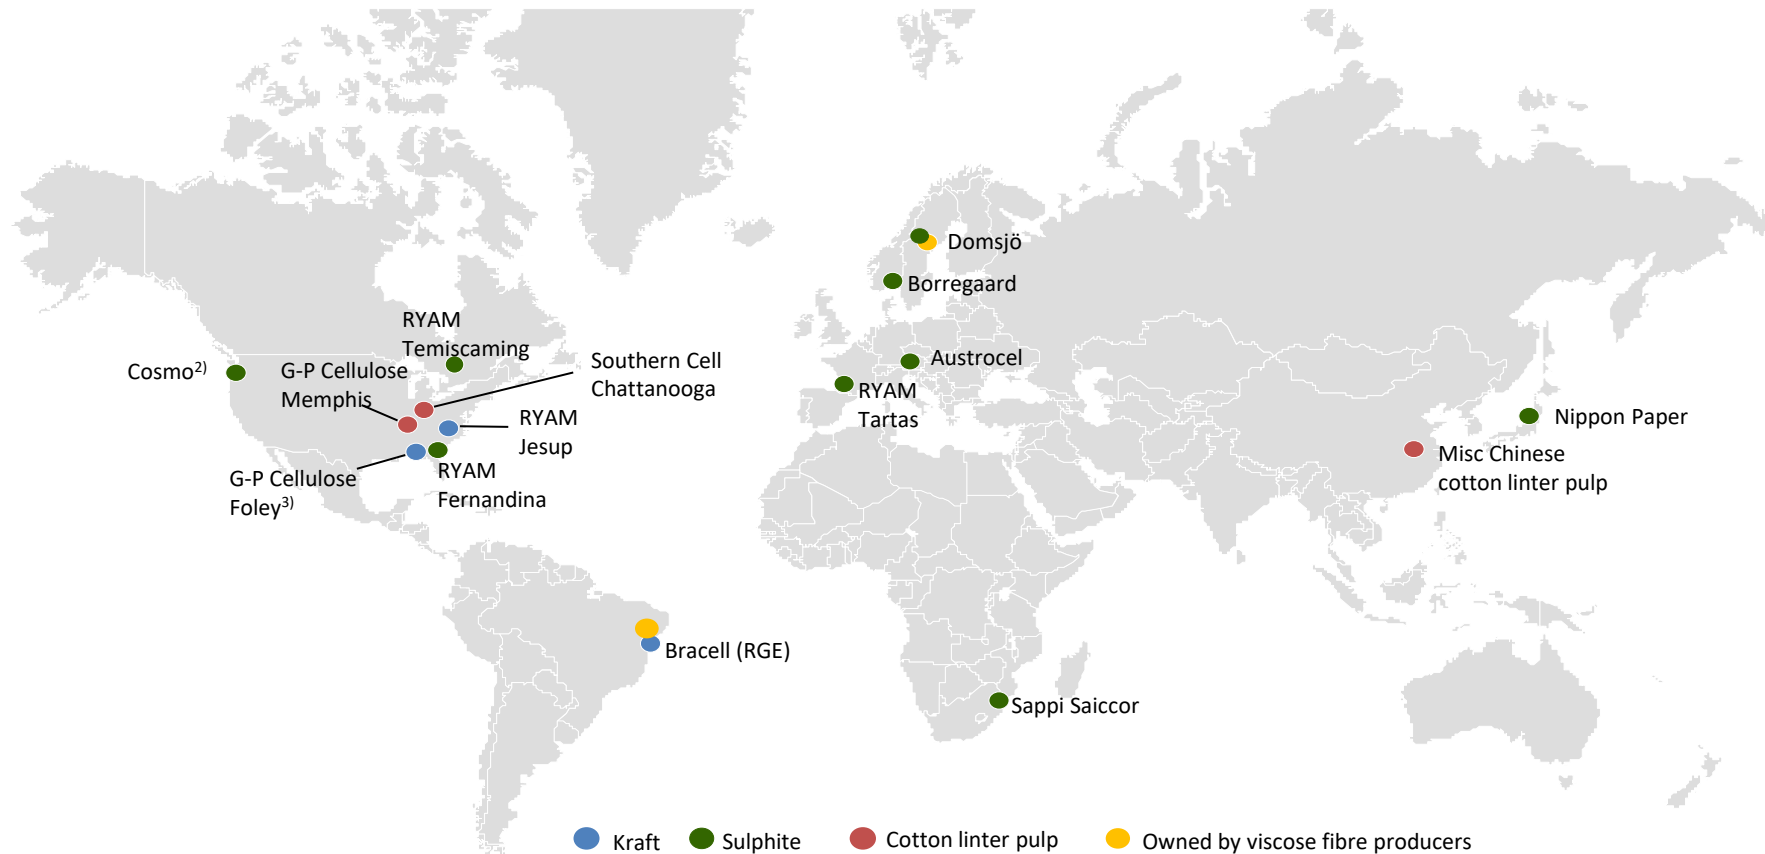 Domsjö
Borregaard
RYAM
Temiscaming
Southern Cell
Chattanooga
Cosmo2)
G-P Cellulose
Memphis
Austrocel
RYAM
Tartas
RYAM
Jesup
Nippon Paper
Misc Chinese
cotton linter pulp
G-P Cellulose
Foley3)
RYAM
Fernandina
Bracell (RGE)
Sappi Saiccor
Kraft
Sulphite
Cotton linter pulp
Owned by viscose fibre producers